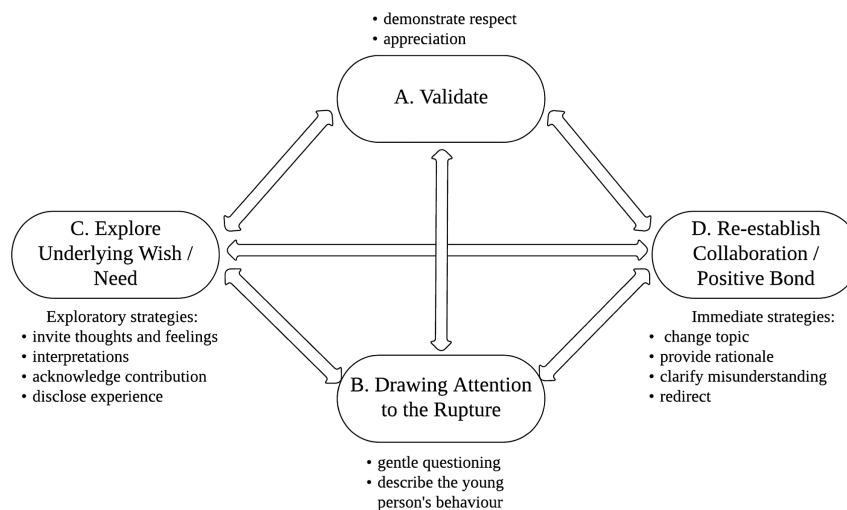 • demonstrate respect
• appreciation
A. Validate
C. Explore
Underlying Wish /
Need
Exploratory strategies:
• invite thoughts and feelings
• interpretations
• acknowledge contribution
• disclose experience
D. Re-establish
Collaboration /
Positive Bond
Immediate strategies:
• change topic
• provide rationale
• clarify misunderstanding
• redirect
B. Drawing Attention
to the Rupture
• gentle questioning
• describe the young
person's behaviour